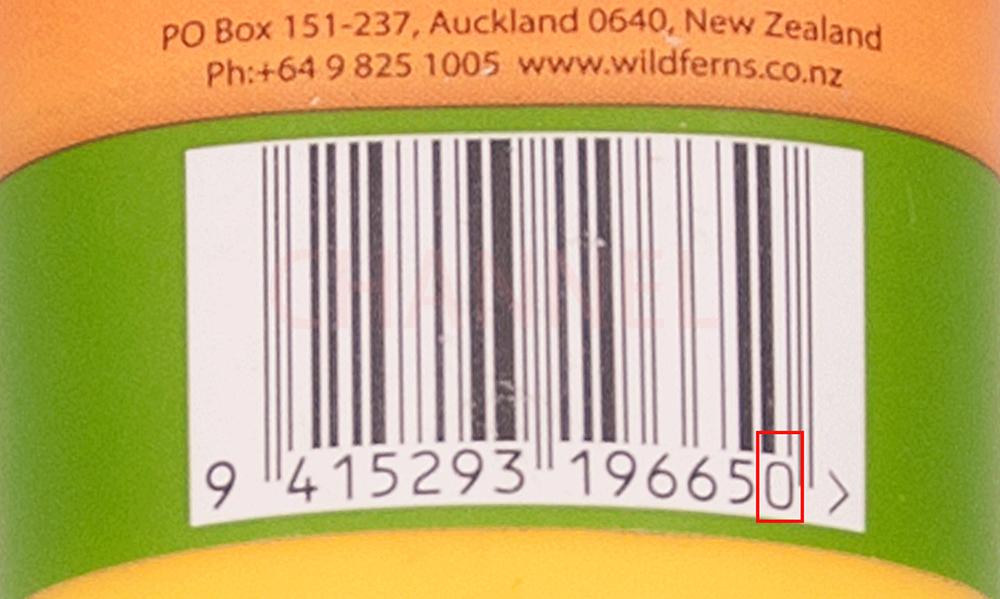 PO Box 151-237, Auckland 0640, New Zealand
Ph:+64 9 825 1005 www.wildferns.co.nz
CHANNEL
9 415293 196650 >